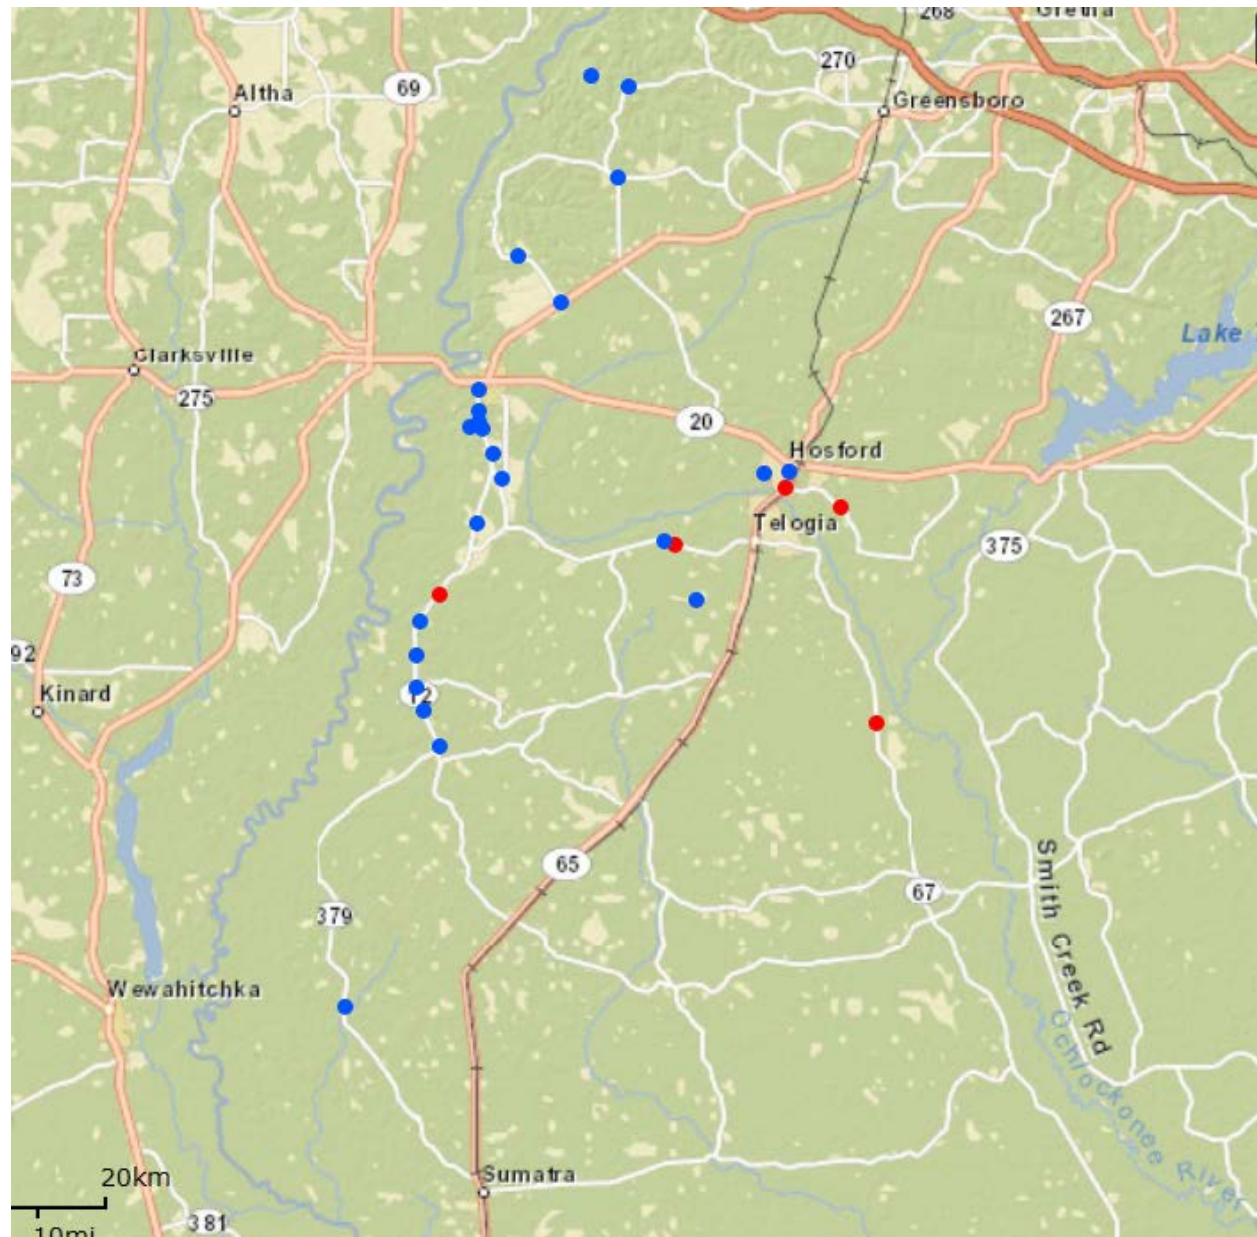 268
Gretna
270
69
Altha
Greensboro
267
Lake
Clarksville
275
20
Hosford
Telogia
375
73
92
Kinard
12
65
67
Smith Creek Rd
379
Wewahitchka
Ochlockonee River
20km
10mi
Sumatra
381